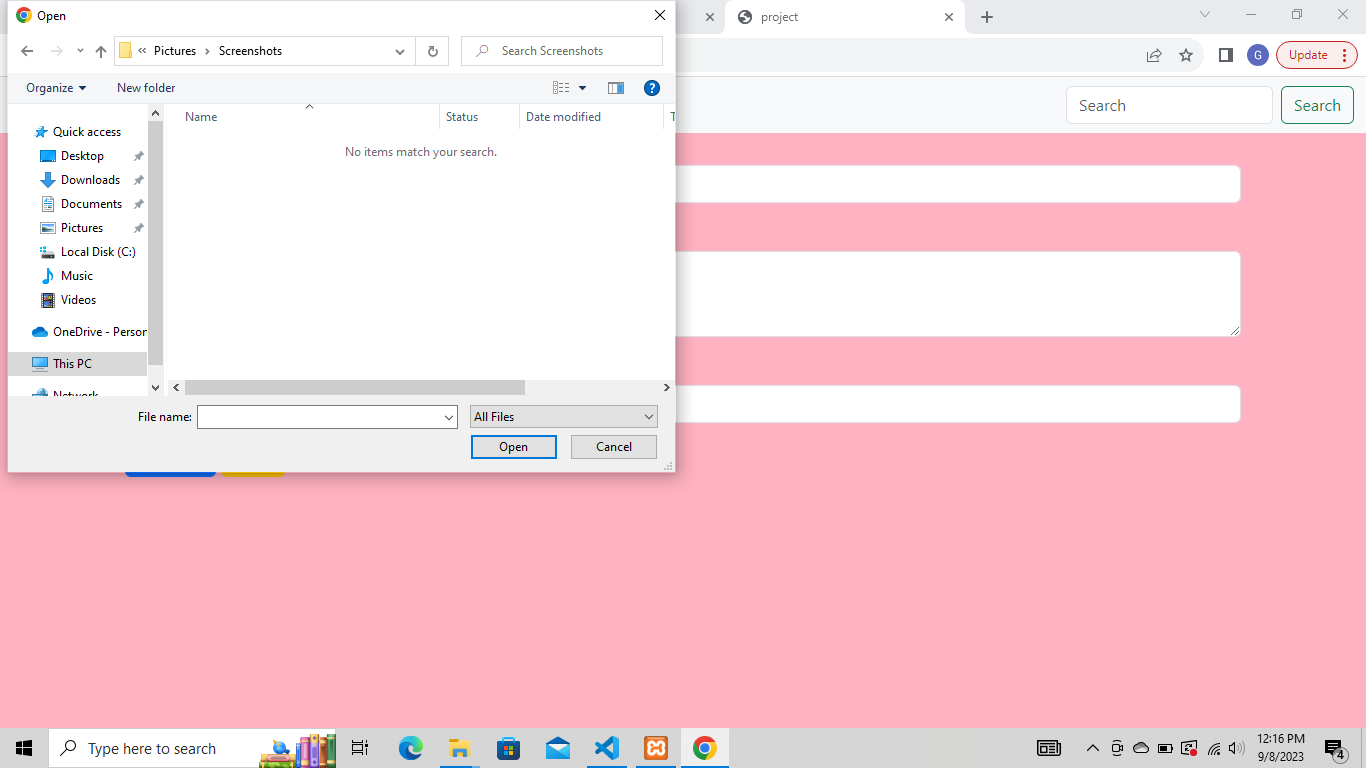 Open
project
« Pictures > Screenshots
Search Screenshots
G
Update
Organize
New folder
?
Search
Search
Name
Status
Date modified
No items match your search.
Quick access
Desktop
Downloads
Documents
Pictures
Local Disk (C:)
Music
Videos
OneDrive - Person
This PC
Network
File name:
All Files
Open
Cancel
Type here to search
12:16 PM
9/8/2023
4